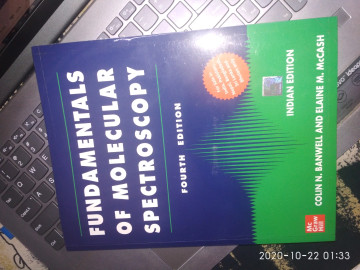 FUNDAMENTALS
OF MOLECULAR
SPECTROSCOPY
FOURTH EDITION
INDIAN EDITION
COLIN N. BANWELL AND ELAINE M. McCASH
Mc
Graw
Hill
2020-10-22 01:33